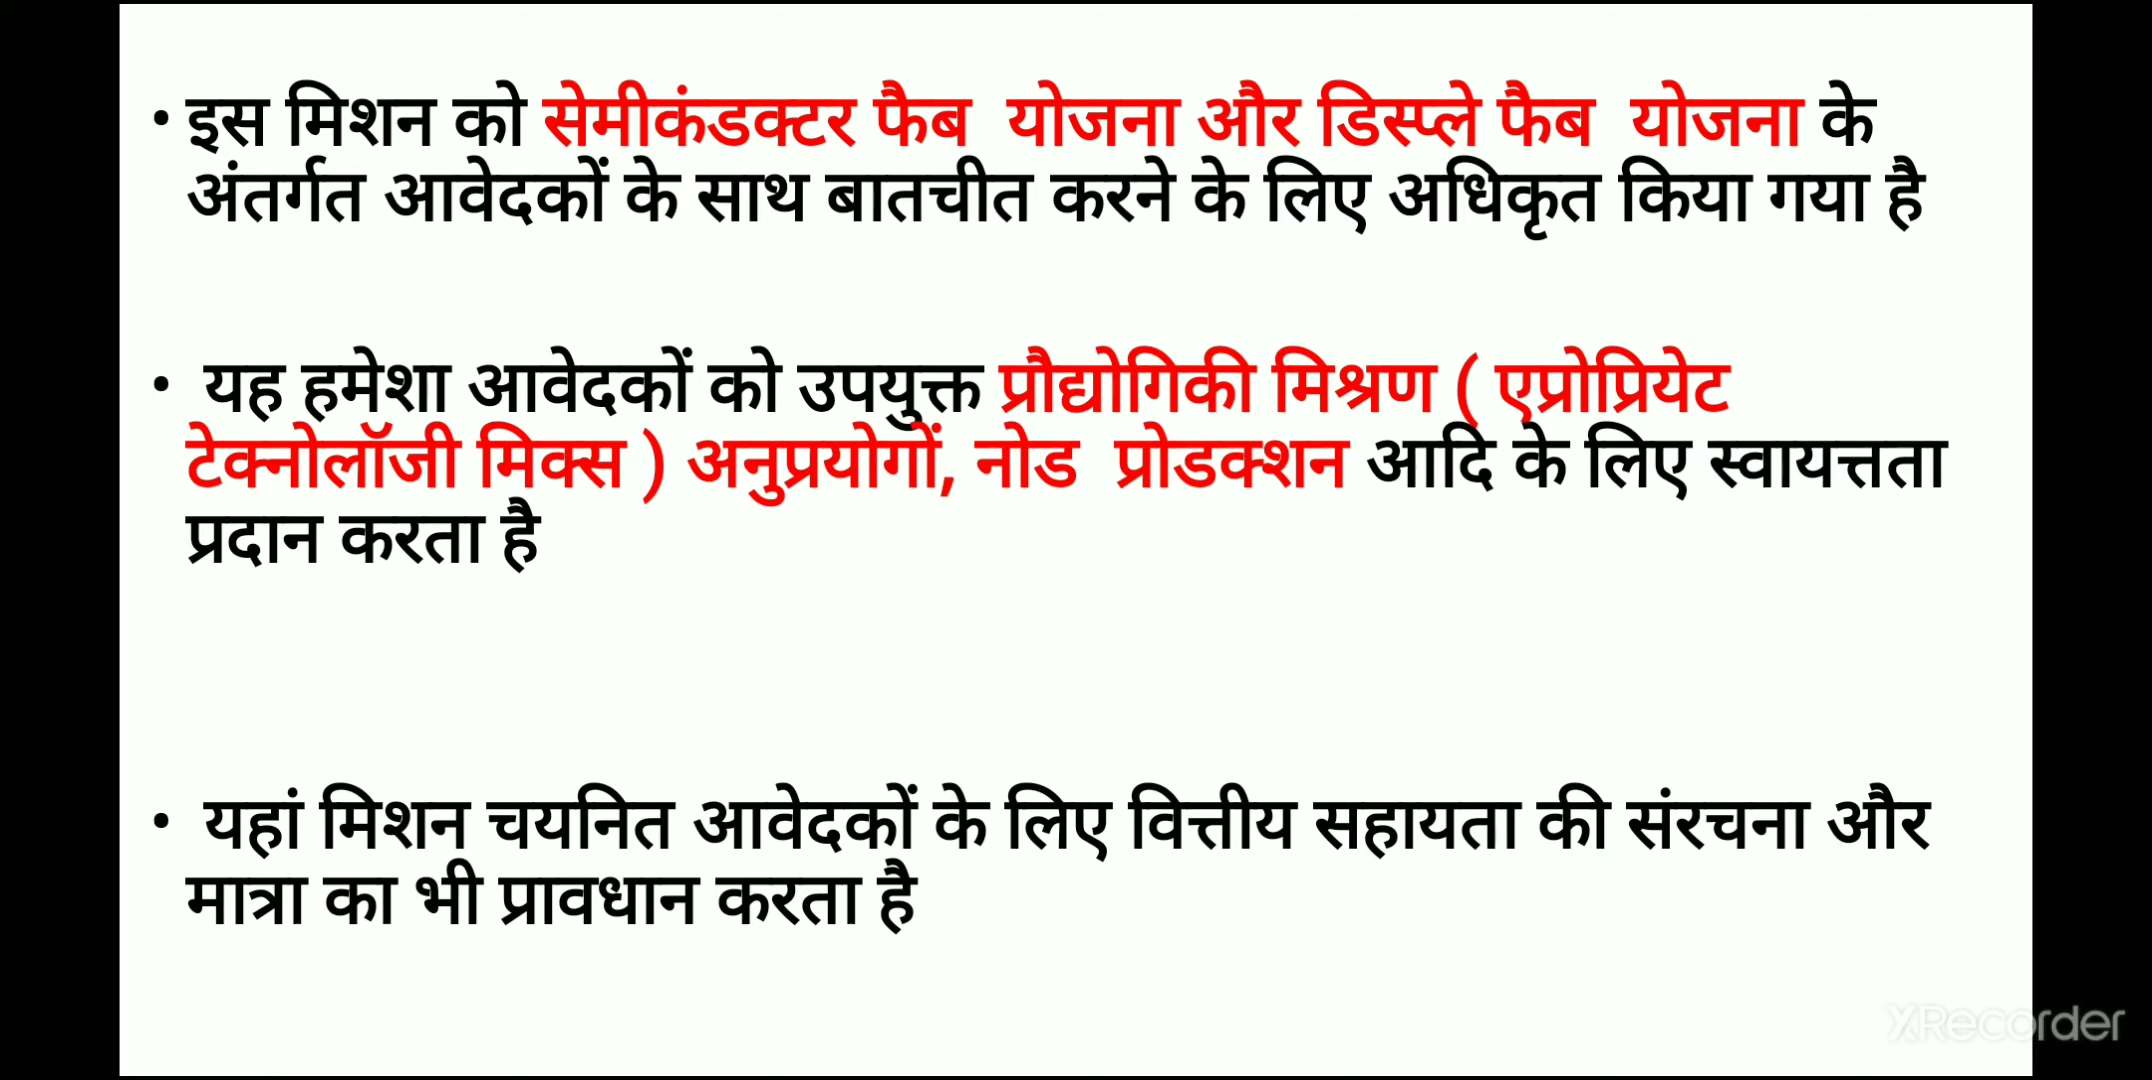 • इस मिशन को सेमीकंडक्टर फैब  योजना और डिस्प्ले फैब  योजना के
अंतर्गत आवेदकों के साथ बातचीत करने के लिए अधिकृत किया गया है
•  यह हमेशा आवेदकों को उपयुक्त प्रौद्योगिकी मिश्रण ( एप्रोप्रियेट
टेक्नोलॉजी मिक्स ) अनुप्रयोगों, नोड  प्रोडक्शन आदि के लिए स्वायत्तता
प्रदान करता है
•  यहां मिशन चयनित आवेदकों के लिए वित्तीय सहायता की संरचना और
मात्रा का भी प्रावधान करता है
XRecorder